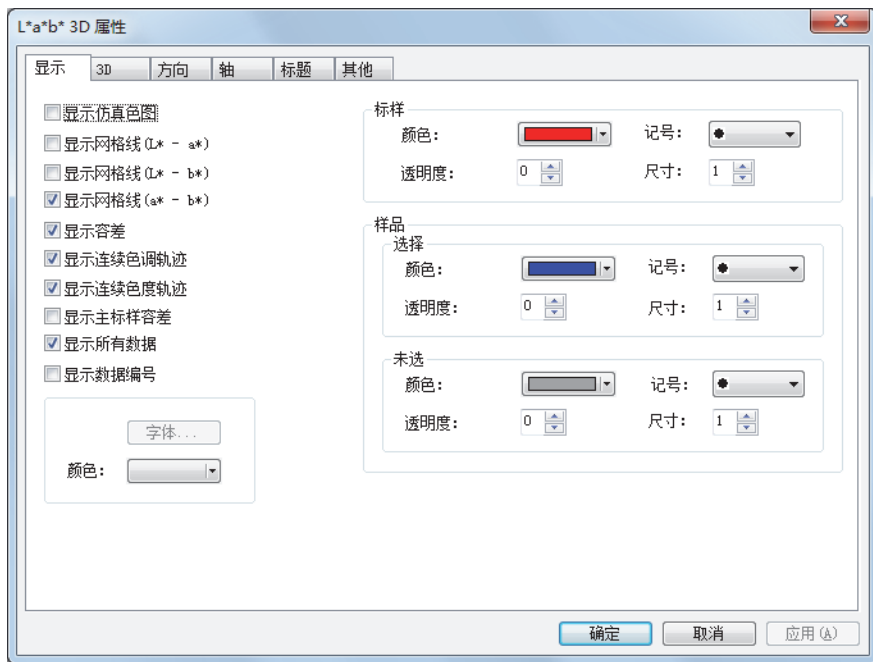 L*a*b* 3D 属性
显示 3D 方向 轴 标题 其他
显示仿真色图
显示网格线(L* - a*)
显示网格线(L* - b*)
显示网格线(a* - b*)
显示容差
显示连续色调轨迹
显示连续色度轨迹
显示主标样容差
显示所有数据
显示数据编号
字体...
颜色:
标样
颜色: 记号:
透明度: 0 尺寸: 1
样品
选择
颜色: 记号:
透明度: 0 尺寸: 1
未选
颜色: 记号:
透明度: 0 尺寸: 1
确定 取消 应用(A)